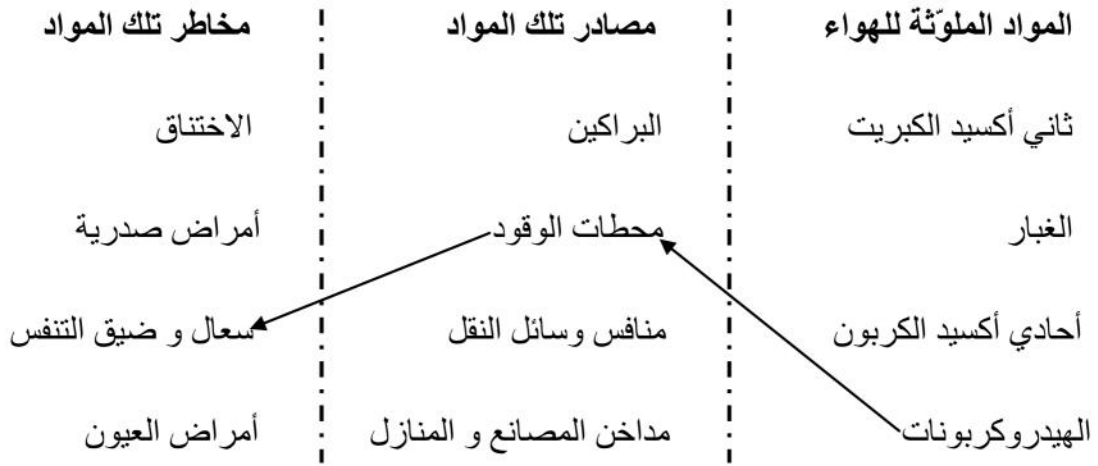 المواد الملوّثة للهواء مصادر تلك المواد مخاطر تلك المواد
ثاني أكسيد الكبريت البراكين الاختناق
الغبار محطات الوقود أمراض صدرية
أحادي أكسيد الكربون منافس وسائل النقل سعال و ضيق التنفس
الهيدروكربونات مداخن المصانع و المنازل أمراض العيون